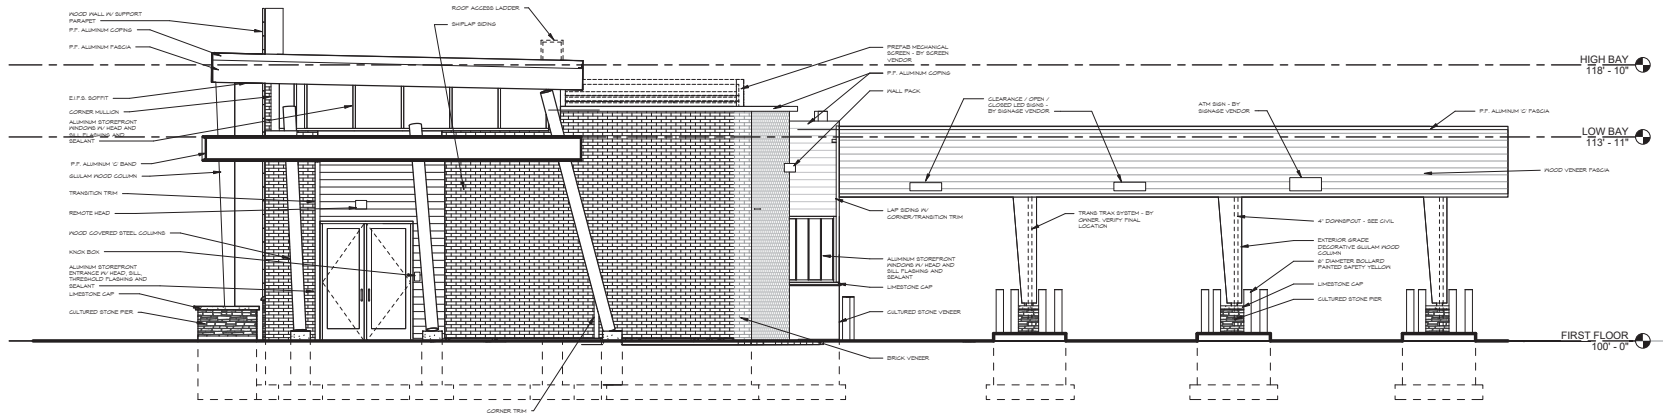 WOOD WALL W/ SUPPORT
PARAPET
P.F. ALUMINUM COPING
P.F. ALUMINUM FASCIA
E.I.F.S. SOFFIT
CORNER MULLION
ALUMINUM STOREFRONT
WINDOWS W/ HEAD AND
SILL FLASHING AND
SEALANT
P.F. ALUMINUM 'C' BAND
GLULAM WOOD COLUMN
TRANSITION TRIM
REMOTE HEAD
WOOD COVERED STEEL COLUMNS
KNOX BOX
ALUMINUM STOREFRONT
ENTRANCE W/ HEAD, SILL,
THRESHOLD FLASHING AND
SEALANT
LIMESTONE CAP
CULTURED STONE PIER
ROOF ACCESS LADDER
SHIPLAP SIDING
CORNER TRIM
PREFAB MECHANICAL
SCREEN - BY SCREEN
VENDOR
P.F. ALUMINUM COPING
WALL PACK
LAP SIDING W/
CORNER/TRANSITION TRIM
ALUMINUM STOREFRONT
WINDOWS W/ HEAD AND
SILL FLASHING AND
SEALANT
LIMESTONE CAP
CULTURED STONE VENEER
BRICK VENEER
CLEARANCE / OPEN /
CLOSED LED SIGNS -
BY SIGNAGE VENDOR
TRANS TRAX SYSTEM - BY
OWNER. VERIFY FINAL
LOCATION
ATM SIGN - BY
SIGNAGE VENDOR
P.F. ALUMINUM 'C' FASCIA
WOOD VENEER FASCIA
4" DOWNSPOUT - SEE CIVIL
EXTERIOR GRADE
DECORATIVE GLULAM WOOD
COLUMN
6" DIAMETER BOLLARD
PAINTED SAFETY YELLOW
LIMESTONE CAP
CULTURED STONE PIER
HIGH BAY
118' - 10"
LOW BAY
113' - 11"
FIRST FLOOR
100' - 0"